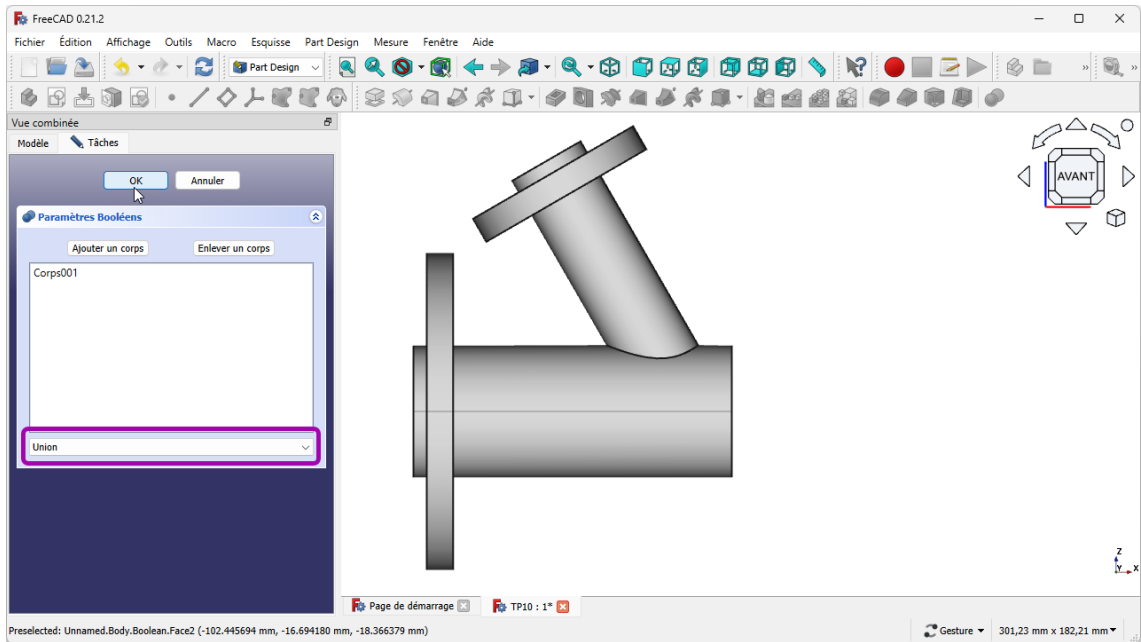 FreeCAD 0.21.2
Fichier Édition Affichage Outils Macro Esquisse Part Design Mesure Fenêtre Aide
Part Design
Vue combinée
Modèle Tâches
OK Annuler
Paramètres Booléens
Ajouter un corps Enlever un corps
Corps001
Union
AVANT
Z
Y X
Page de démarrage TP10 : 1*
Preselected: Unnamed.Body.Boolean.Face2 (-102.445694 mm, -16.694180 mm, -18.366379 mm) Gesture 301,23 mm x 182,21 mm